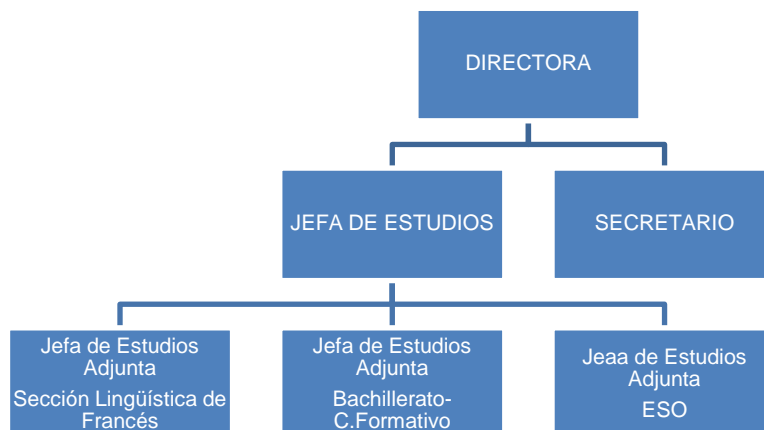 DIRECTORA
JEFA DE ESTUDIOS
SECRETARIO
Jefa de Estudios
Adjunta
Sección Lingüística de
Francés
Jefa de Estudios
Adjunta
Bachillerato-
C.Formativo
Jeaa de Estudios
Adjunta
ESO